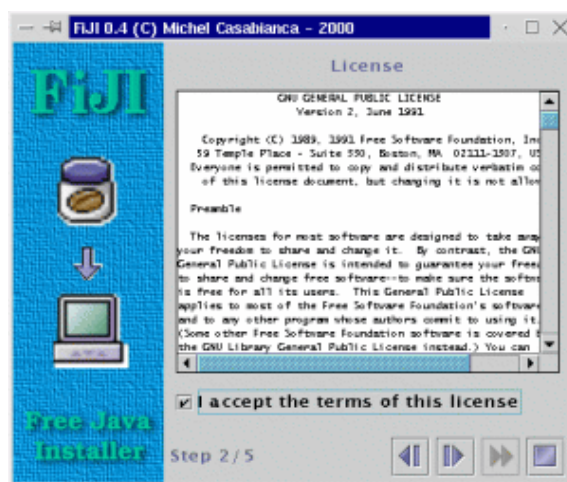 FiJI 0.4 (C) Michel Casabianca - 2000
FiJI
License
GNU GENERAL PUBLIC LICENSE
Version 2, June 1991
Copyright (C) 1989, 1991 Free Software Foundation, Inc
59 Temple Place - Suite 330, Boston, MA 02111-1307, US
Everyone is permitted to copy and distribute verbatim co
of this license document, but changing it is not allow
Preamble
The licenses for most software are designed to take away
your freedom to share and change it. By contrast, the GNU
General Public License is intended to guarantee your free
to share and change free software--to make sure the softwa
is free for all its users. This General Public License
applies to most of the Free Software Foundation's software
and to any other program whose authors commit to using it.
(Some other Free Software Foundation software is covered b
the GNU Library General Public License instead.) You can
I accept the terms of this license
Free Java
Installer
Step 2/5